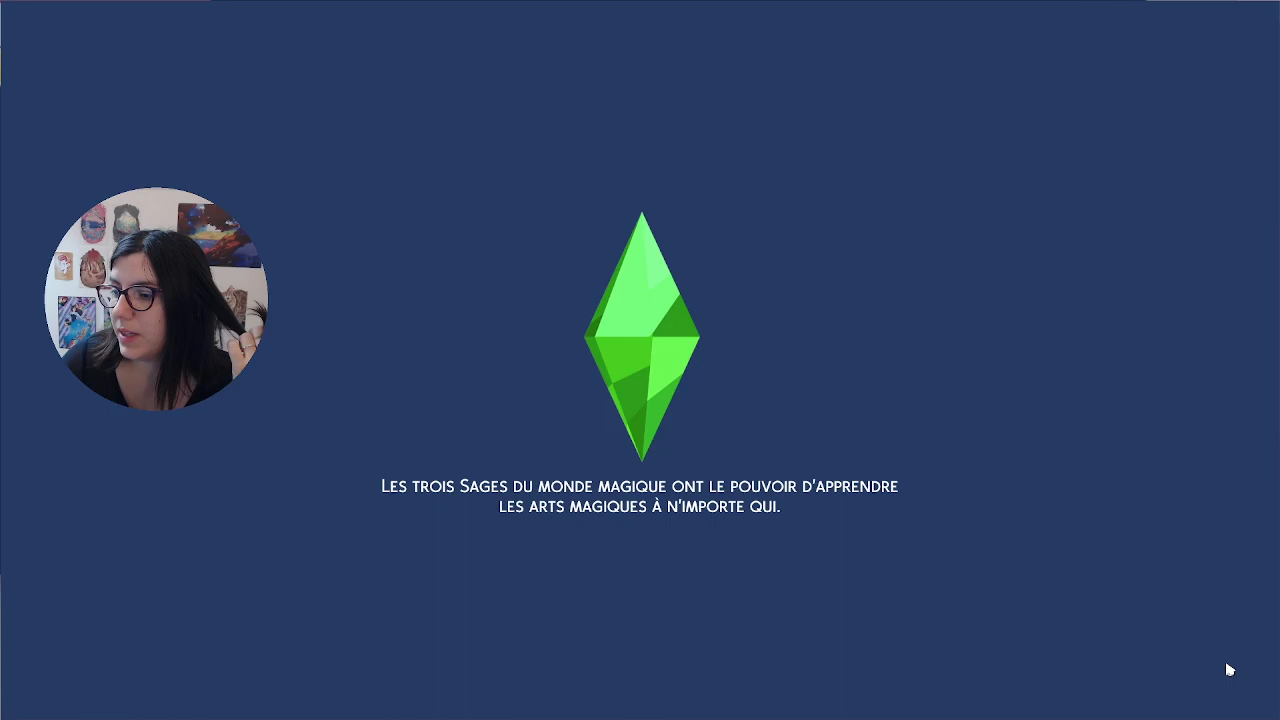 Les trois Sages du monde magique ont le pouvoir d'apprendre
les arts magiques à n'importe qui.